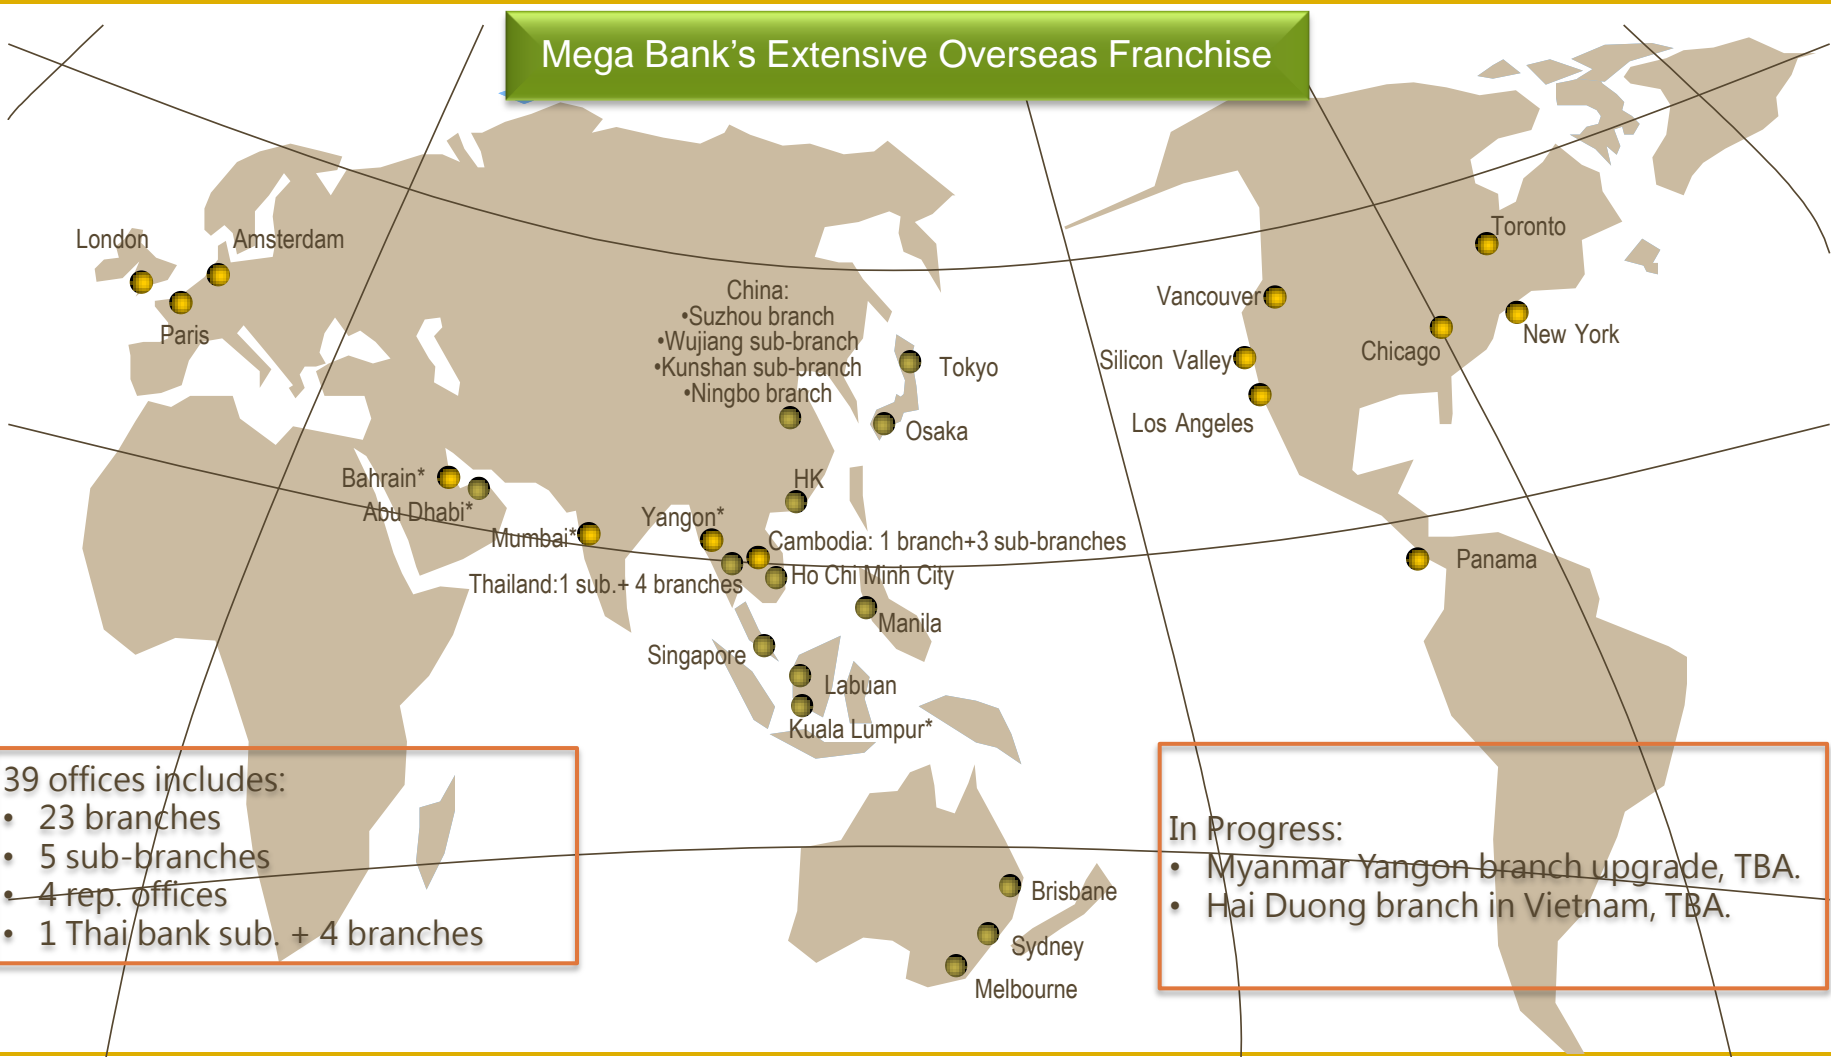 Mega Bank's Extensive Overseas Franchise
London
Amsterdam
Paris
China:
•Suzhou branch
•Wujiang sub-branch
•Kunshan sub-branch
•Ningbo branch
Tokyo
Osaka
HK
Bahrain*
Abu Dhabi*
Mumbai*
Yangon*
Cambodia: 1 branch+3 sub-branches
Thailand:1 sub.+ 4 branches
Ho Chi Minh City
Manila
Singapore
Labuan
Kuala Lumpur*
Brisbane
Sydney
Melbourne
Toronto
Vancouver
New York
Chicago
Silicon Valley
Los Angeles
Panama
39 offices includes:
• 23 branches
• 5 sub-branches
• 4 rep. offices
• 1 Thai bank sub. + 4 branches
In Progress:
• Myanmar Yangon branch upgrade, TBA.
• Hai Duong branch in Vietnam, TBA.